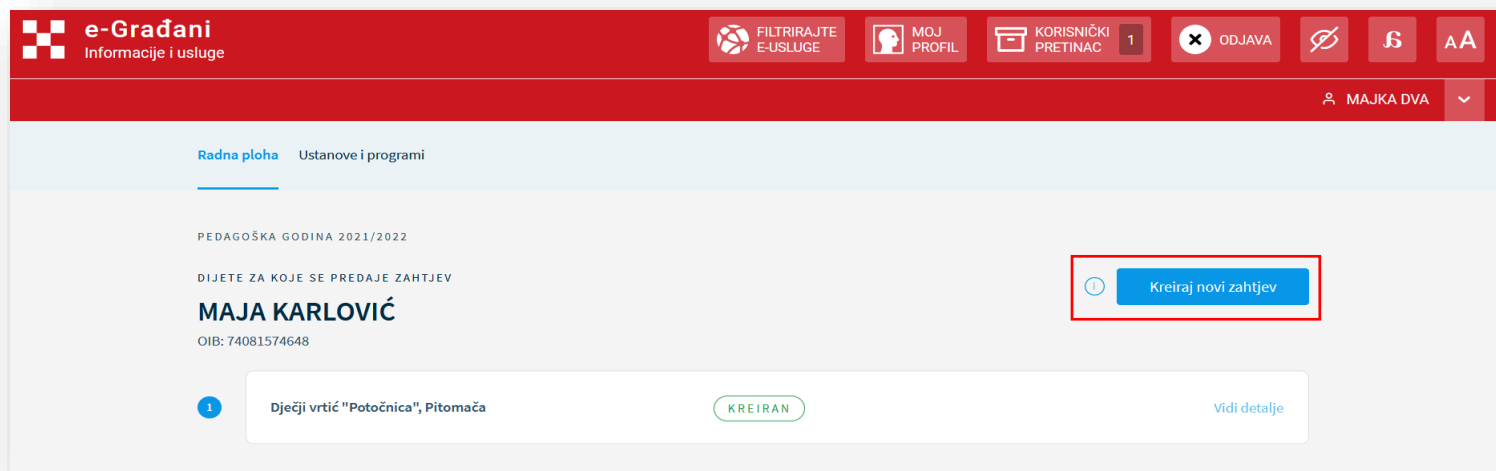 e-Građani
Informacije i usluge
FILTRIRAJTE
E-USLUGE
MOJ
PROFIL
KORISNIČKI
PRETINAC
1
ODJAVA
AA
MAJKA DVA
Radna ploha Ustanove i programi
PEDAGOŠKA GODINA 2021/2022
DIJETE ZA KOJE SE PREDAJE ZAHTJEV
MAJA KARLOVIĆ
OIB: 74081574648
Kreiraj novi zahtjev
1 Dječji vrtić "Potočnica", Pitomača KREIRAN Vidi detalje